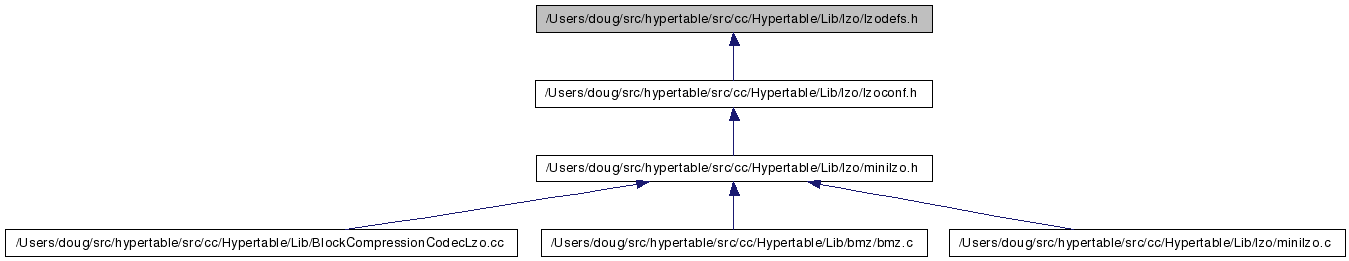 /Users/doug/src/hypertable/src/cc/Hypertable/Lib/lzo/lzodefs.h
/Users/doug/src/hypertable/src/cc/Hypertable/Lib/lzo/lzoconf.h
/Users/doug/src/hypertable/src/cc/Hypertable/Lib/lzo/minilzo.h
/Users/doug/src/hypertable/src/cc/Hypertable/Lib/BlockCompressionCodecLzo.cc
/Users/doug/src/hypertable/src/cc/Hypertable/Lib/bmz/bmz.c
/Users/doug/src/hypertable/src/cc/Hypertable/Lib/lzo/minilzo.c